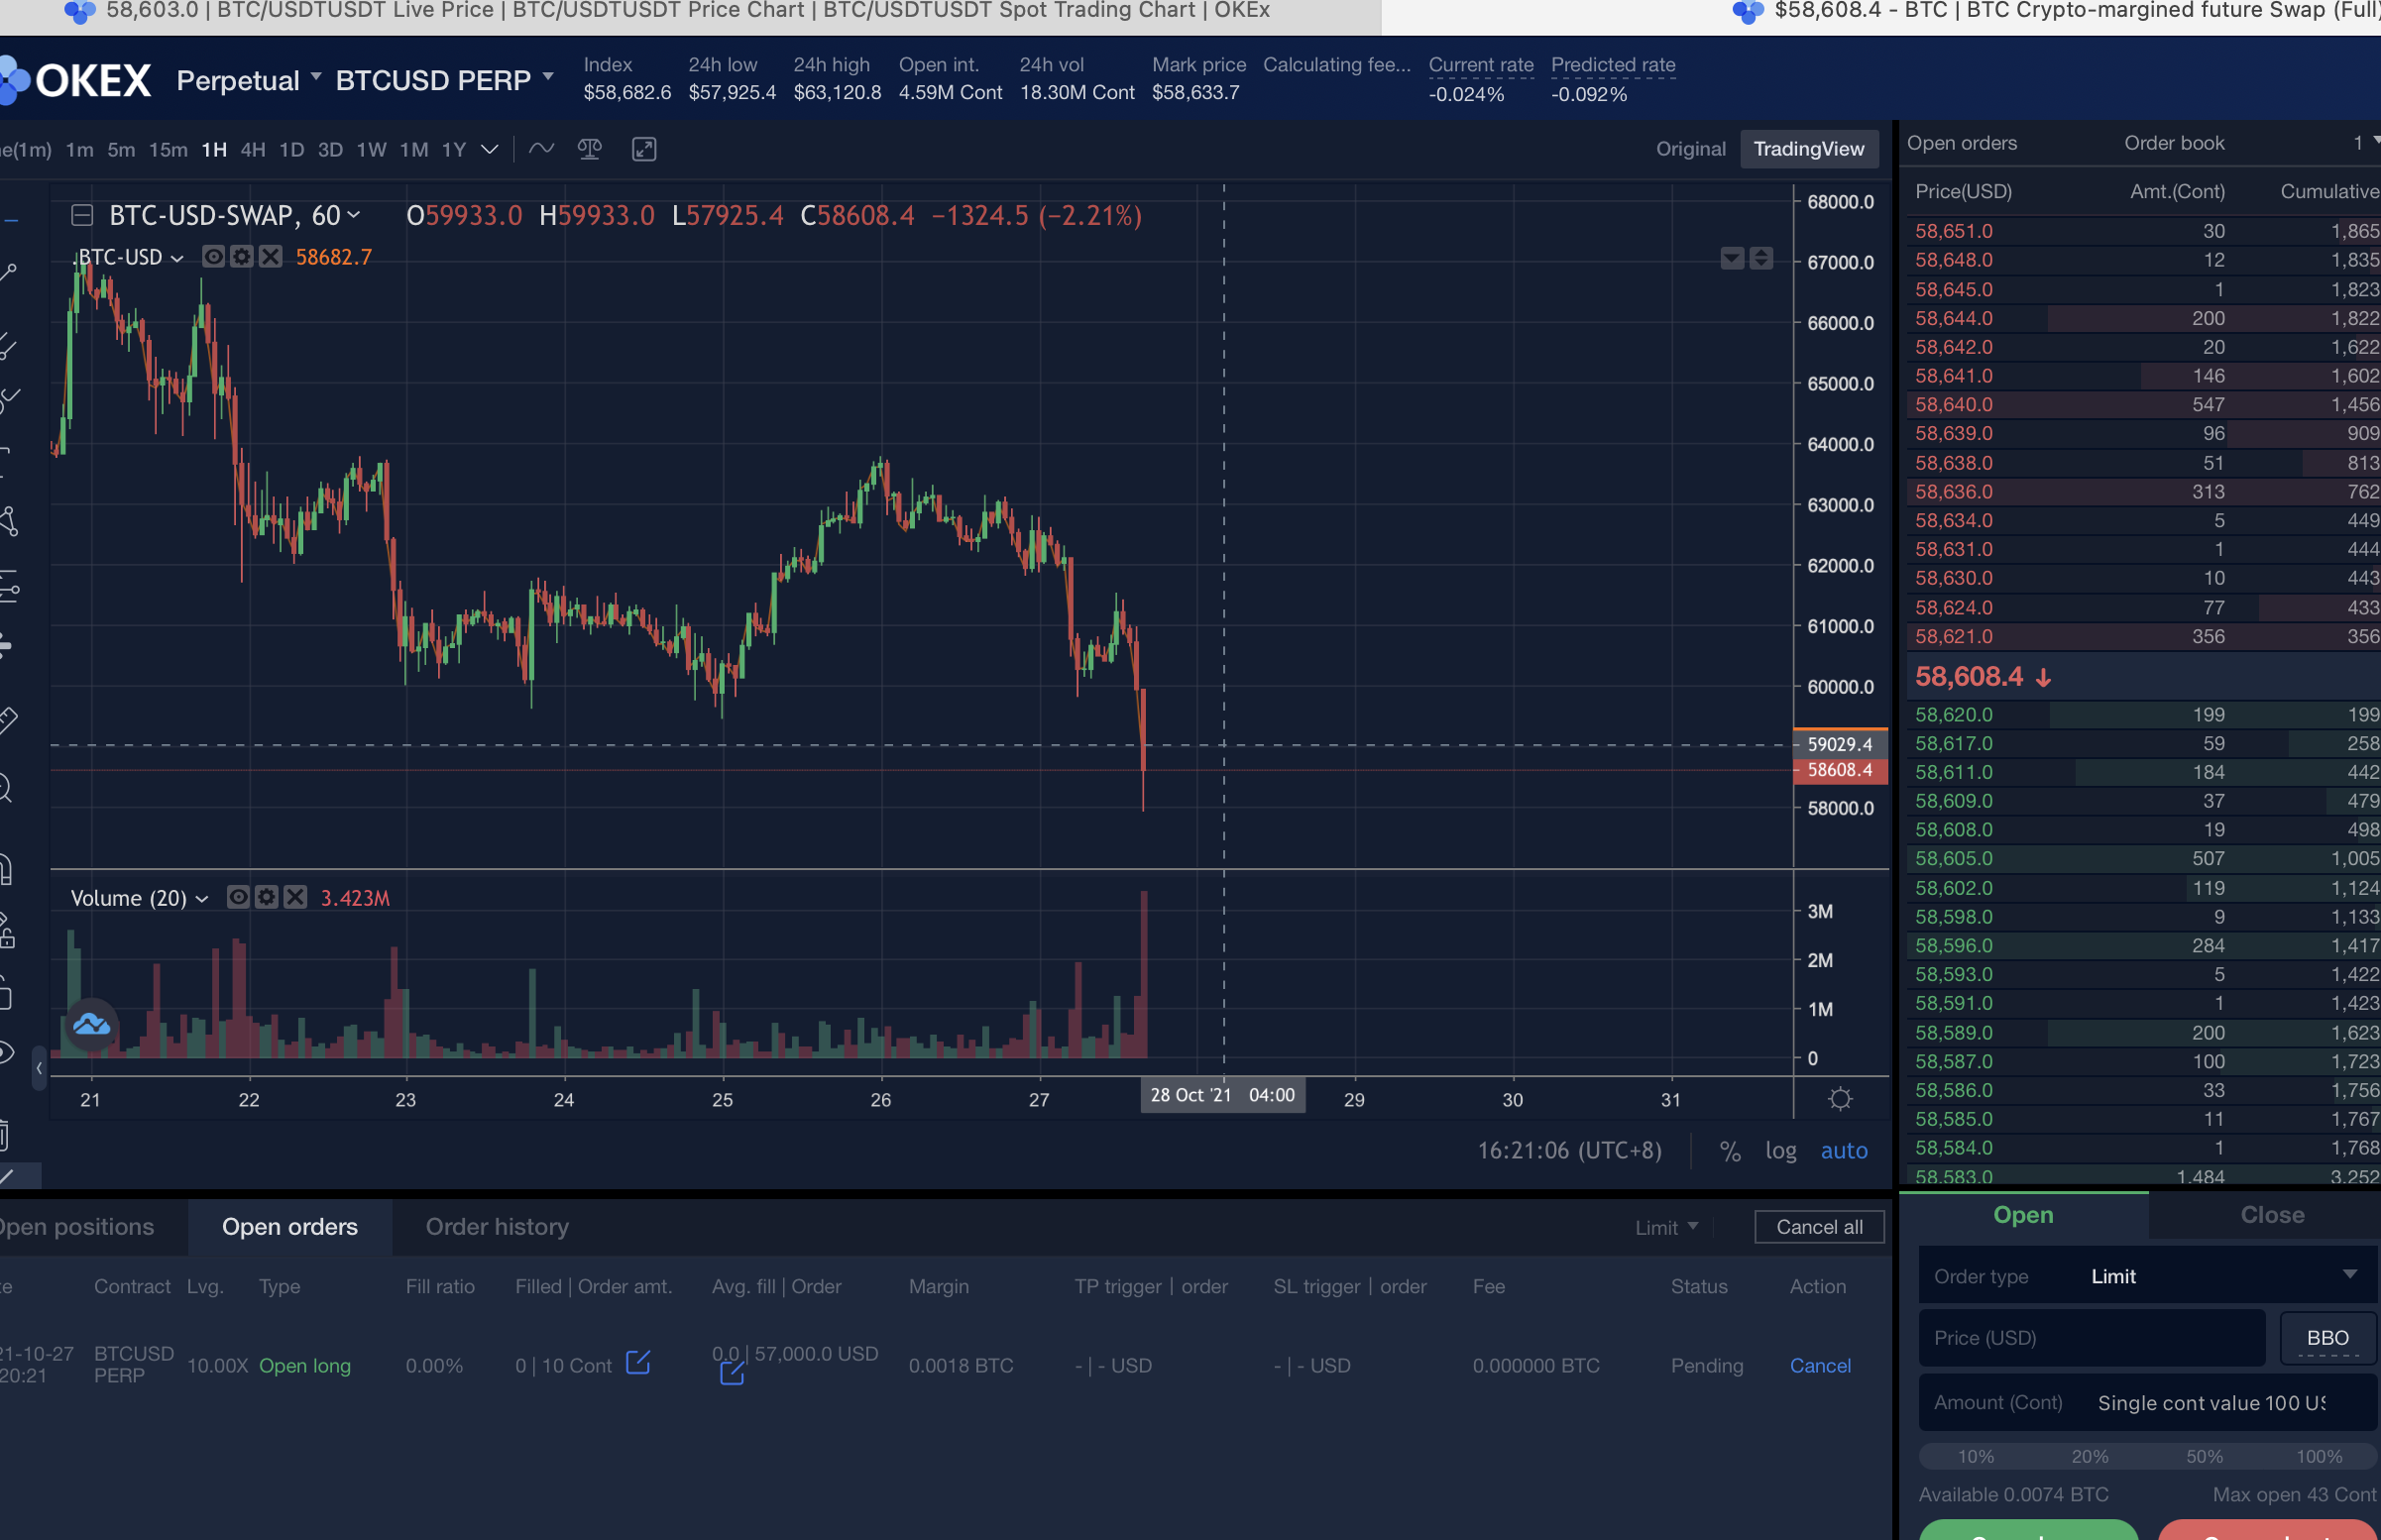 58,603.0 | BTC/USDTUSDT Live Price | BTC/USDTUSDT Price Chart | BTC/USDTUSDT Spot Trading Chart | OKEx
$58,608.4 - BTC | BTC Crypto-margined future Swap (Full)
OKEX Perpetual BTCUSD PERP
Index 24h low 24h high Open int. 24h vol Mark price Calculating fee... Current rate Predicted rate
$58,682.6 $57,925.4 $63,120.8 4.59M Cont 18.30M Cont $58,633.7 -0.024% -0.092%
e(1m) 1m 5m 15m 1H 4H 1D 3D 1W 1M 1Y Original TradingView
BTC-USD-SWAP, 60 O59933.0 H59933.0 L57925.4 C58608.4 −1324.5 (−2.21%)
.BTC-USD 58682.7
68000.0
67000.0
66000.0
65000.0
64000.0
63000.0
62000.0
61000.0
60000.0
59029.4
58608.4
58000.0
Volume (20) 3.423M
3M
2M
1M
0
21 22 23 24 25 26 27 28 Oct '21 04:00 29 30 31
16:21:06 (UTC+8) % log auto
Open orders Order book 1
Price(USD) Amt.(Cont) Cumulative
58,651.0 30 1,865
58,648.0 12 1,835
58,645.0 1 1,823
58,644.0 200 1,822
58,642.0 20 1,622
58,641.0 146 1,602
58,640.0 547 1,456
58,639.0 96 909
58,638.0 51 813
58,636.0 313 762
58,634.0 5 449
58,631.0 1 444
58,630.0 10 443
58,624.0 77 433
58,621.0 356 356
58,608.4 ↓
58,620.0 199 199
58,617.0 59 258
58,611.0 184 442
58,609.0 37 479
58,608.0 19 498
58,605.0 507 1,005
58,602.0 119 1,124
58,598.0 9 1,133
58,596.0 284 1,417
58,593.0 5 1,422
58,591.0 1 1,423
58,589.0 200 1,623
58,587.0 100 1,723
58,586.0 33 1,756
58,585.0 11 1,767
58,584.0 1 1,768
58,583.0 1,484 3,252
Open positions Open orders Order history Limit Cancel all
e Contract Lvg. Type Fill ratio Filled | Order amt. Avg. fill | Order Margin TP trigger | order SL trigger | order Fee Status Action
21-10-27 BTCUSD 0.0 | 57,000.0 USD
10.00X Open long 0.00% 0 | 10 Cont 0.0018 BTC - | - USD - | - USD 0.000000 BTC Pending Cancel
20:21 PERP
Open Close
Order type Limit
Price (USD) BBO
Amount (Cont) Single cont value 100 US
10% 20% 50% 100%
Available 0.0074 BTC Max open 43 Cont